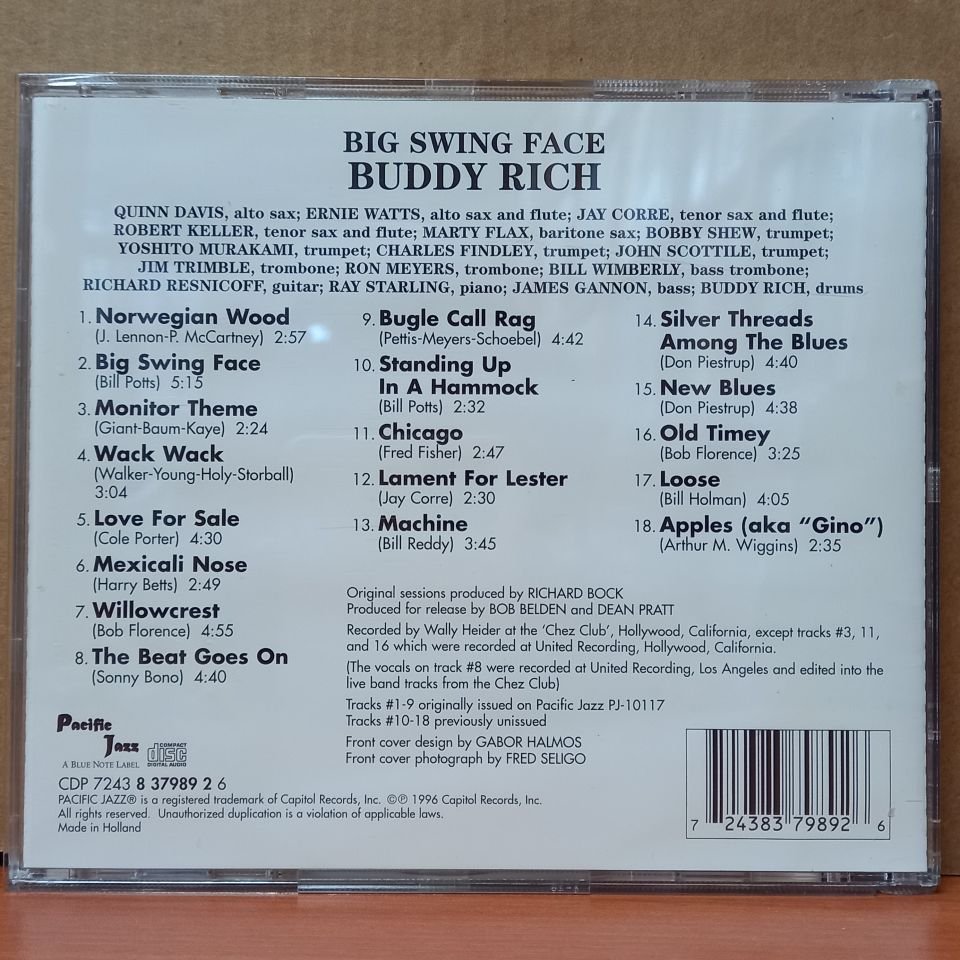 BIG SWING FACE
BUDDY RICH
QUINN DAVIS, alto sax; ERNIE WATTS, alto sax and flute; JAY CORRE, tenor sax and flute;
ROBERT KELLER, tenor sax and flute; MARTY FLAX, baritone sax; BOBBY SHEW, trumpet;
YOSHITO MURAKAMI, trumpet; CHARLES FINDLEY, trumpet; JOHN SCOTTILE, trumpet;
JIM TRIMBLE, trombone; RON MEYERS, trombone; BILL WIMBERLY, bass trombone;
RICHARD RESNICOFF, guitar; RAY STARLING, piano; JAMES GANNON, bass; BUDDY RICH, drums
1. Norwegian Wood
(J. Lennon-P. McCartney) 2:57
2. Big Swing Face
(Bill Potts) 5:15
3. Monitor Theme
(Giant-Baum-Kaye) 2:24
4. Wack Wack
(Walker-Young-Holy-Storball)
3:04
5. Love For Sale
(Cole Porter) 4:30
6. Mexicali Nose
(Harry Betts) 2:49
7. Willowcrest
(Bob Florence) 4:55
8. The Beat Goes On
(Sonny Bono) 4:40
9. Bugle Call Rag
(Pettis-Meyers-Schoebel) 4:42
10. Standing Up
In A Hammock
(Bill Potts) 2:32
11. Chicago
(Fred Fisher) 2:47
12. Lament For Lester
(Jay Corre) 2:30
13. Machine
(Bill Reddy) 3:45
14. Silver Threads
Among The Blues
(Don Piestrup) 4:40
15. New Blues
(Don Piestrup) 4:38
16. Old Timey
(Bob Florence) 3:25
17. Loose
(Bill Holman) 4:05
18. Apples (aka “Gino”)
(Arthur M. Wiggins) 2:35
Original sessions produced by RICHARD BOCK
Produced for release by BOB BELDEN and DEAN PRATT
Recorded by Wally Heider at the ‘Chez Club’, Hollywood, California, except tracks #3, 11,
and 16 which were recorded at United Recording, Hollywood, California.
(The vocals on track #8 were recorded at United Recording, Los Angeles and edited into the
live band tracks from the Chez Club)
Tracks #1-9 originally issued on Pacific Jazz PJ-10117
Tracks #10-18 previously unissued
Front cover design by GABOR HALMOS
Front cover photograph by FRED SELIGO
Pacific
Jazz
A BLUE NOTE LABEL
COMPACT
disc
DIGITAL AUDIO
CDP 7243 8 37989 2 6
PACIFIC JAZZ® is a registered trademark of Capitol Records, Inc. ©℗ 1996 Capitol Records, Inc.
All rights reserved. Unauthorized duplication is a violation of applicable laws.
Made in Holland
7 24383 79892 6